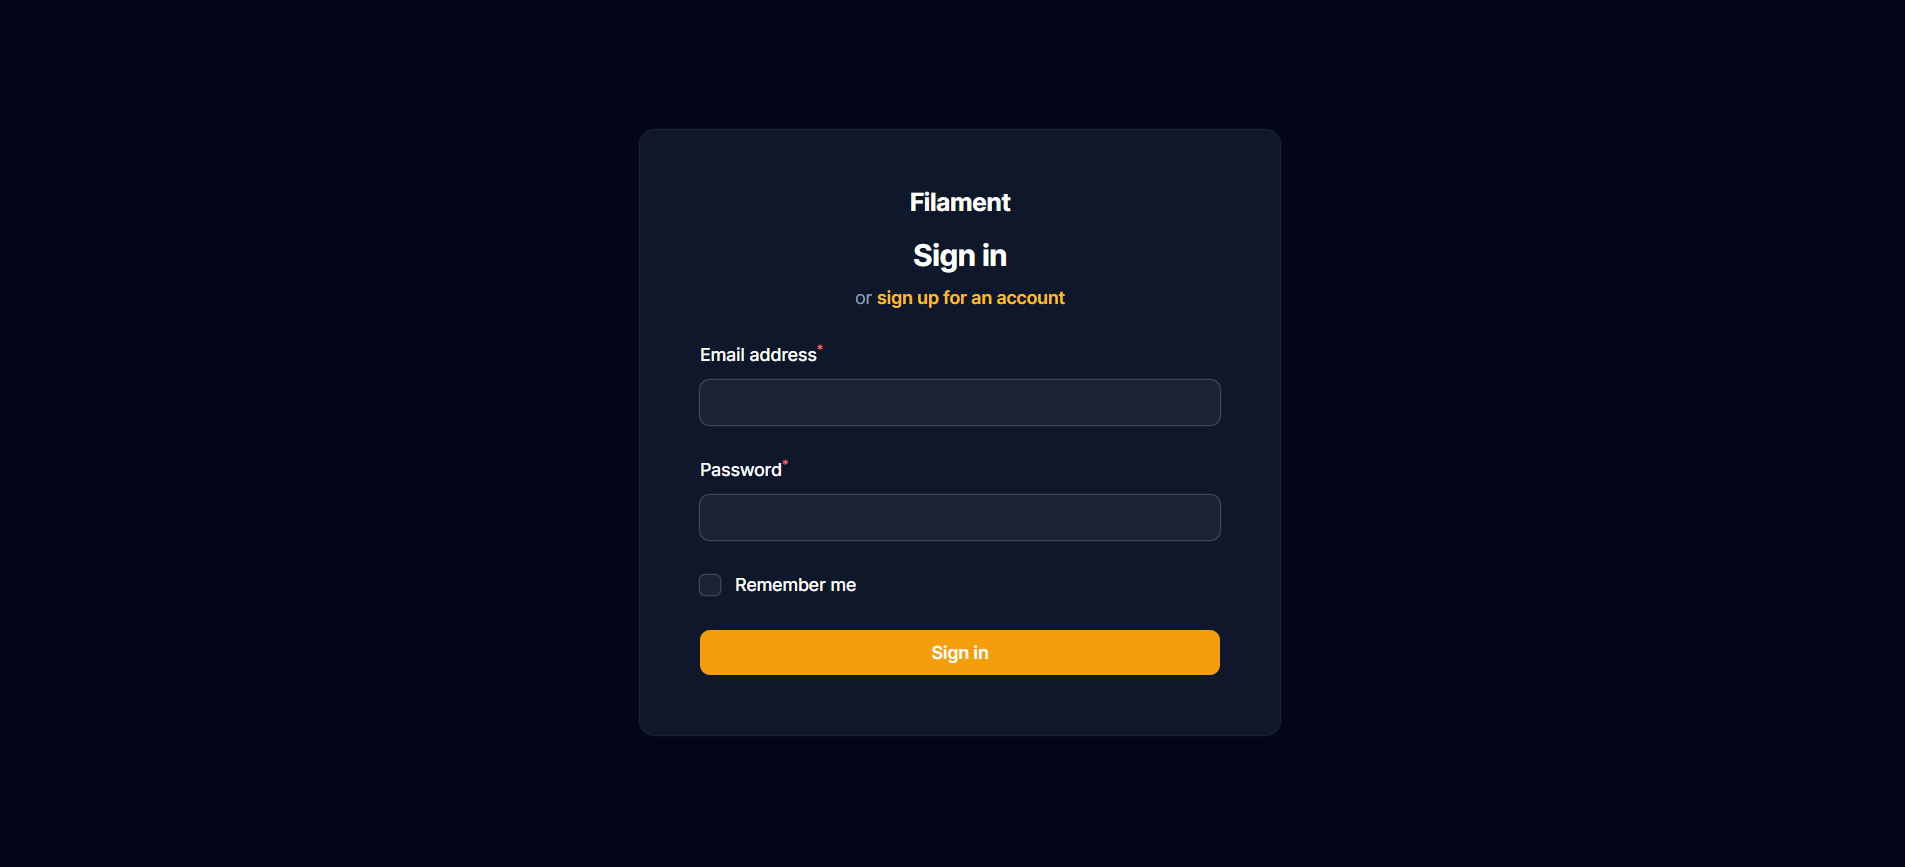 Filament
Sign in
or sign up for an account
Email address*
Password*
Remember me
Sign in